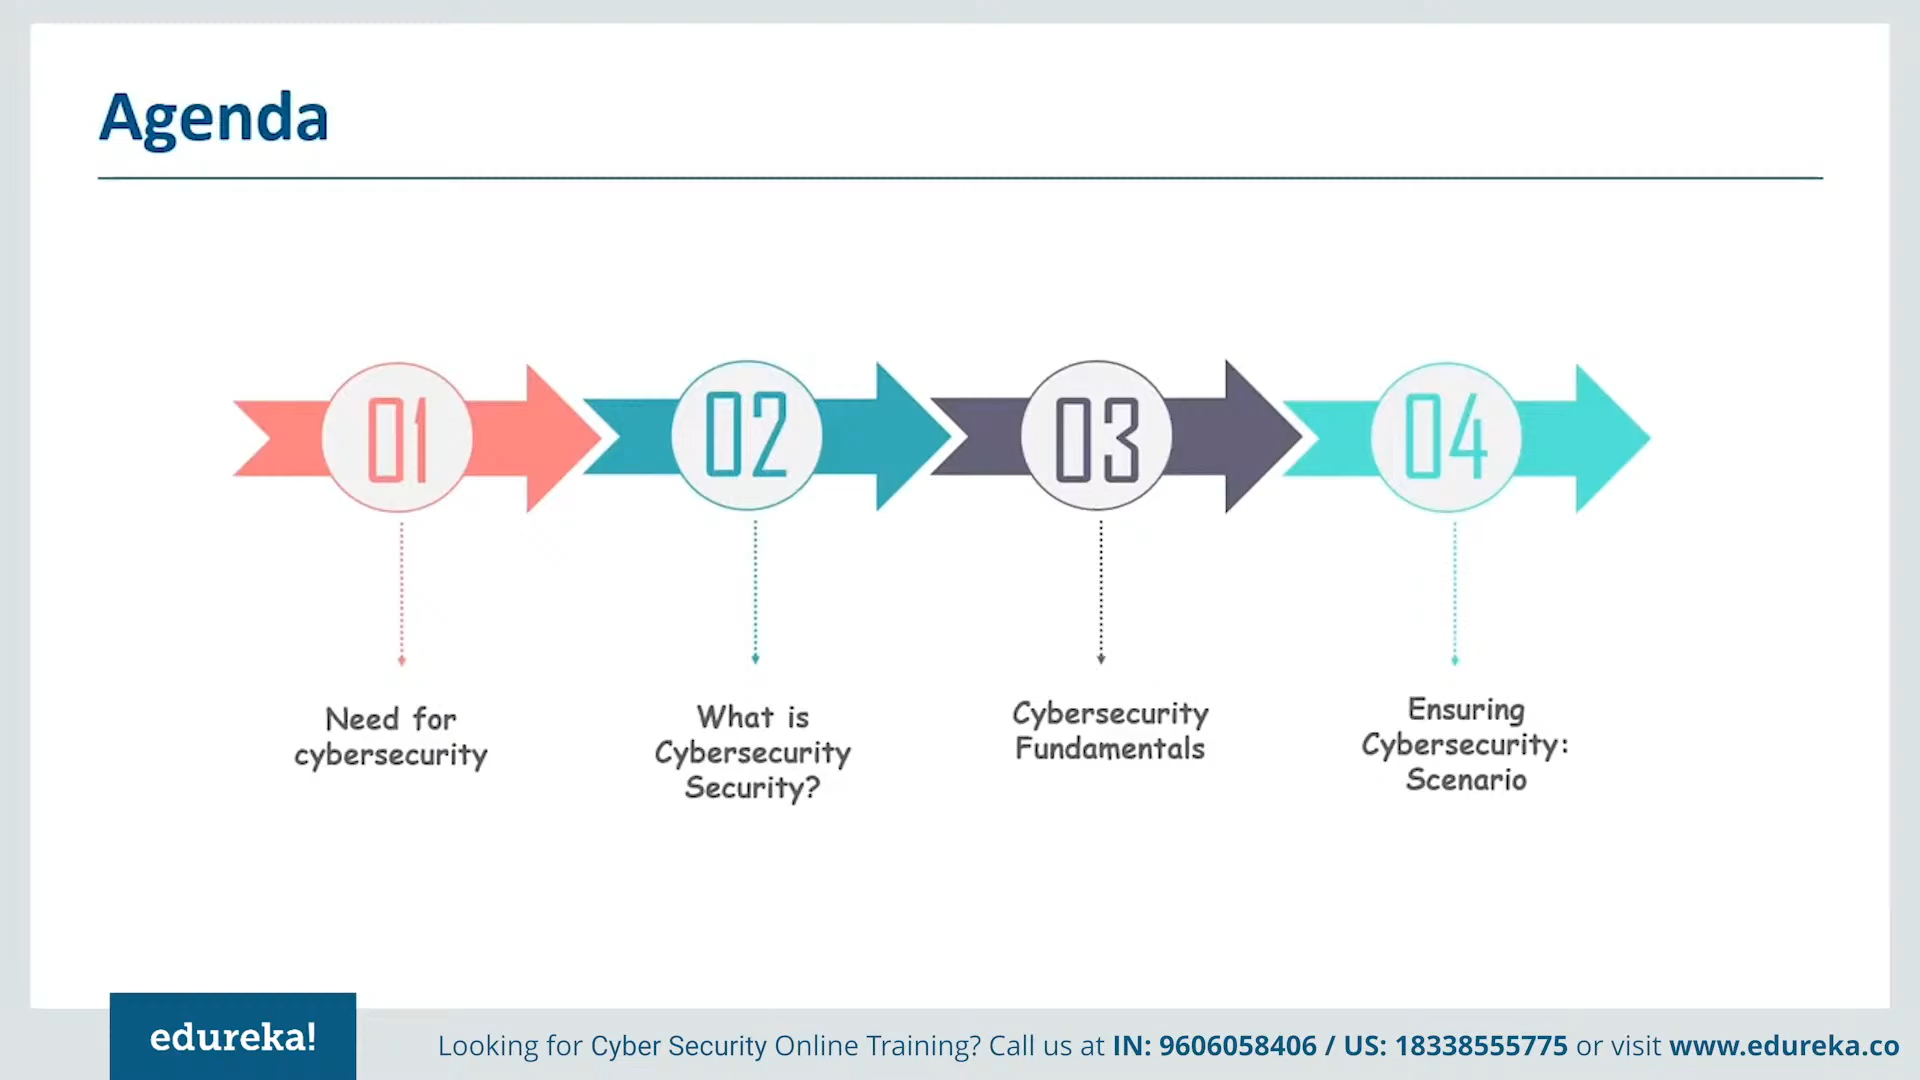 Agenda
01
02
03
04
Need for
cybersecurity
What is
Cybersecurity
Security?
Cybersecurity
Fundamentals
Ensuring
Cybersecurity:
Scenario
edureka!
Looking for Cyber Security Online Training? Call us at IN: 9606058406 / US: 18338555775 or visit www.edureka.co